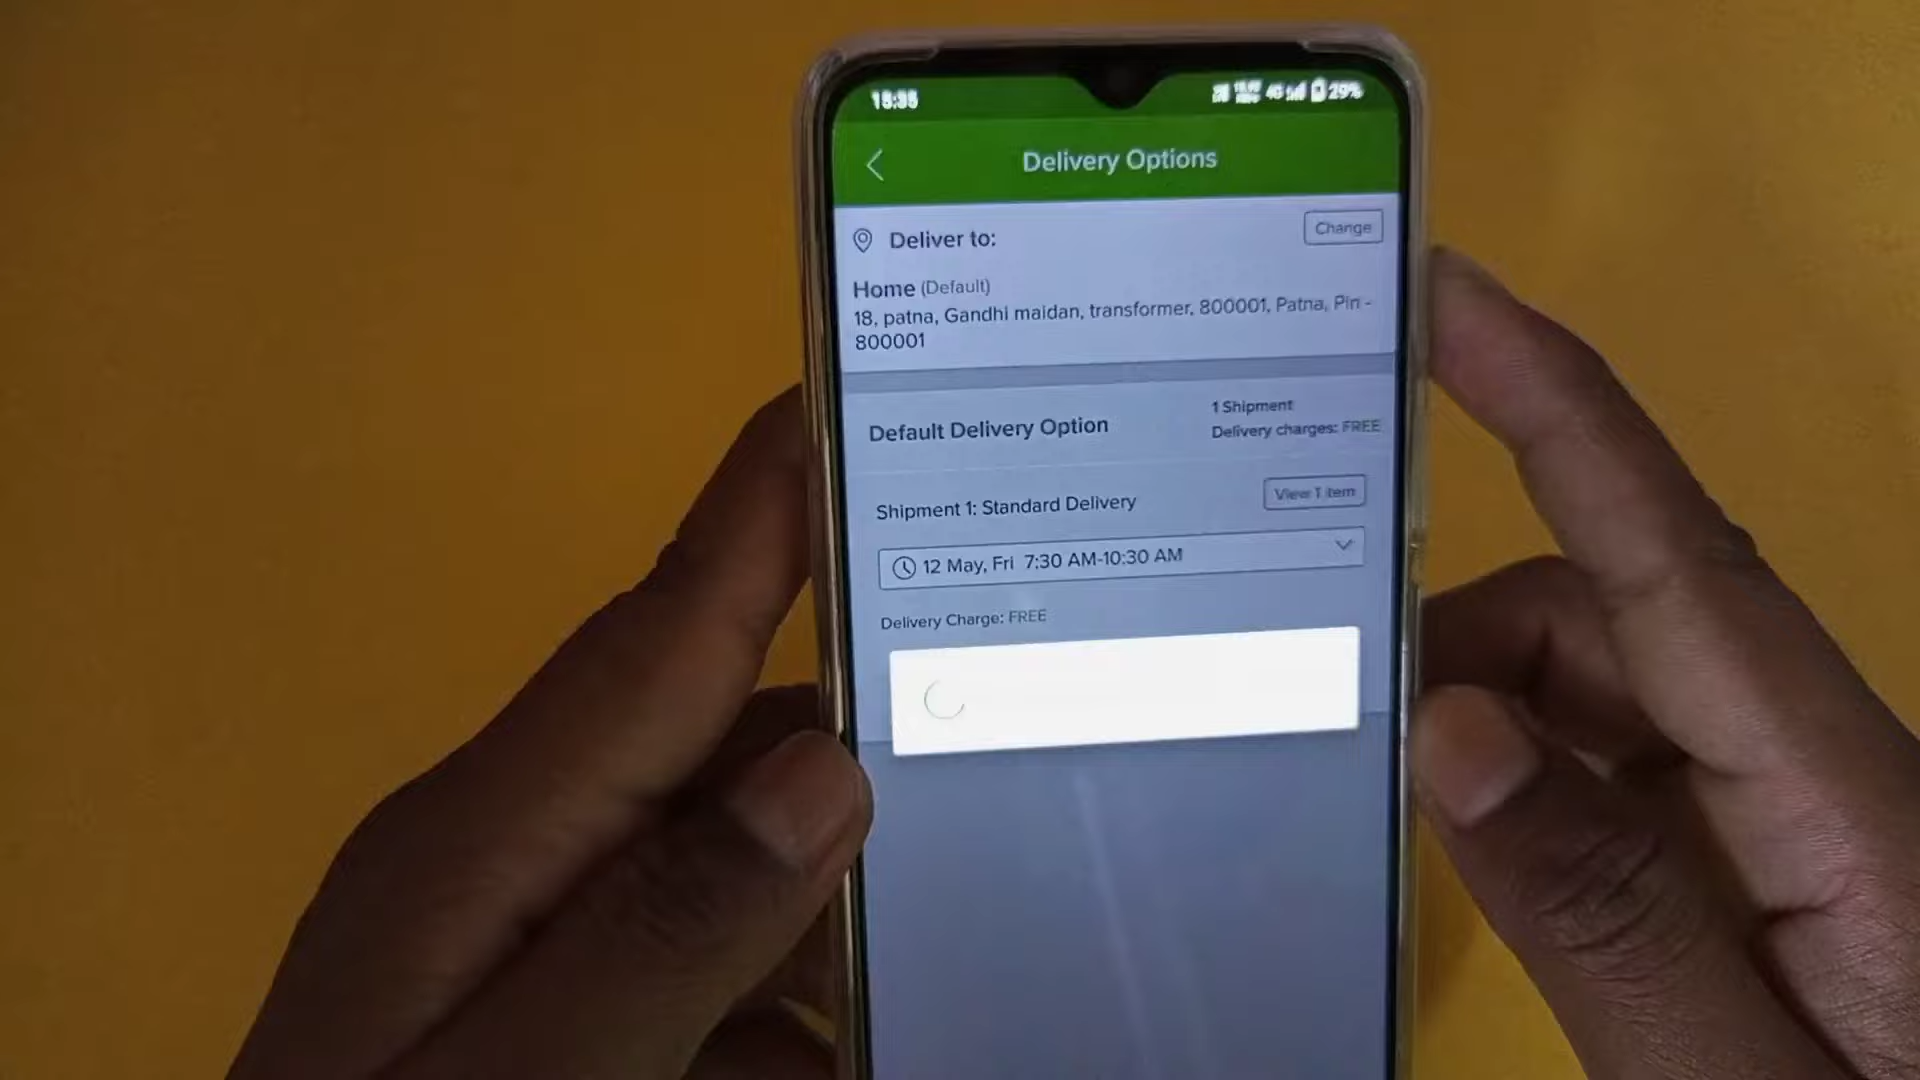 29%
Delivery Options
Deliver to:
Change
Home (Default)
18, patna, Gandhi maidan, transformer, 800001, Patna, Pin -
800001
Default Delivery Option
1 Shipment
Delivery charges: FREE
Shipment 1: Standard Delivery
View 1 item
12 May, Fri 7:30 AM-10:30 AM
Delivery Charge: FREE